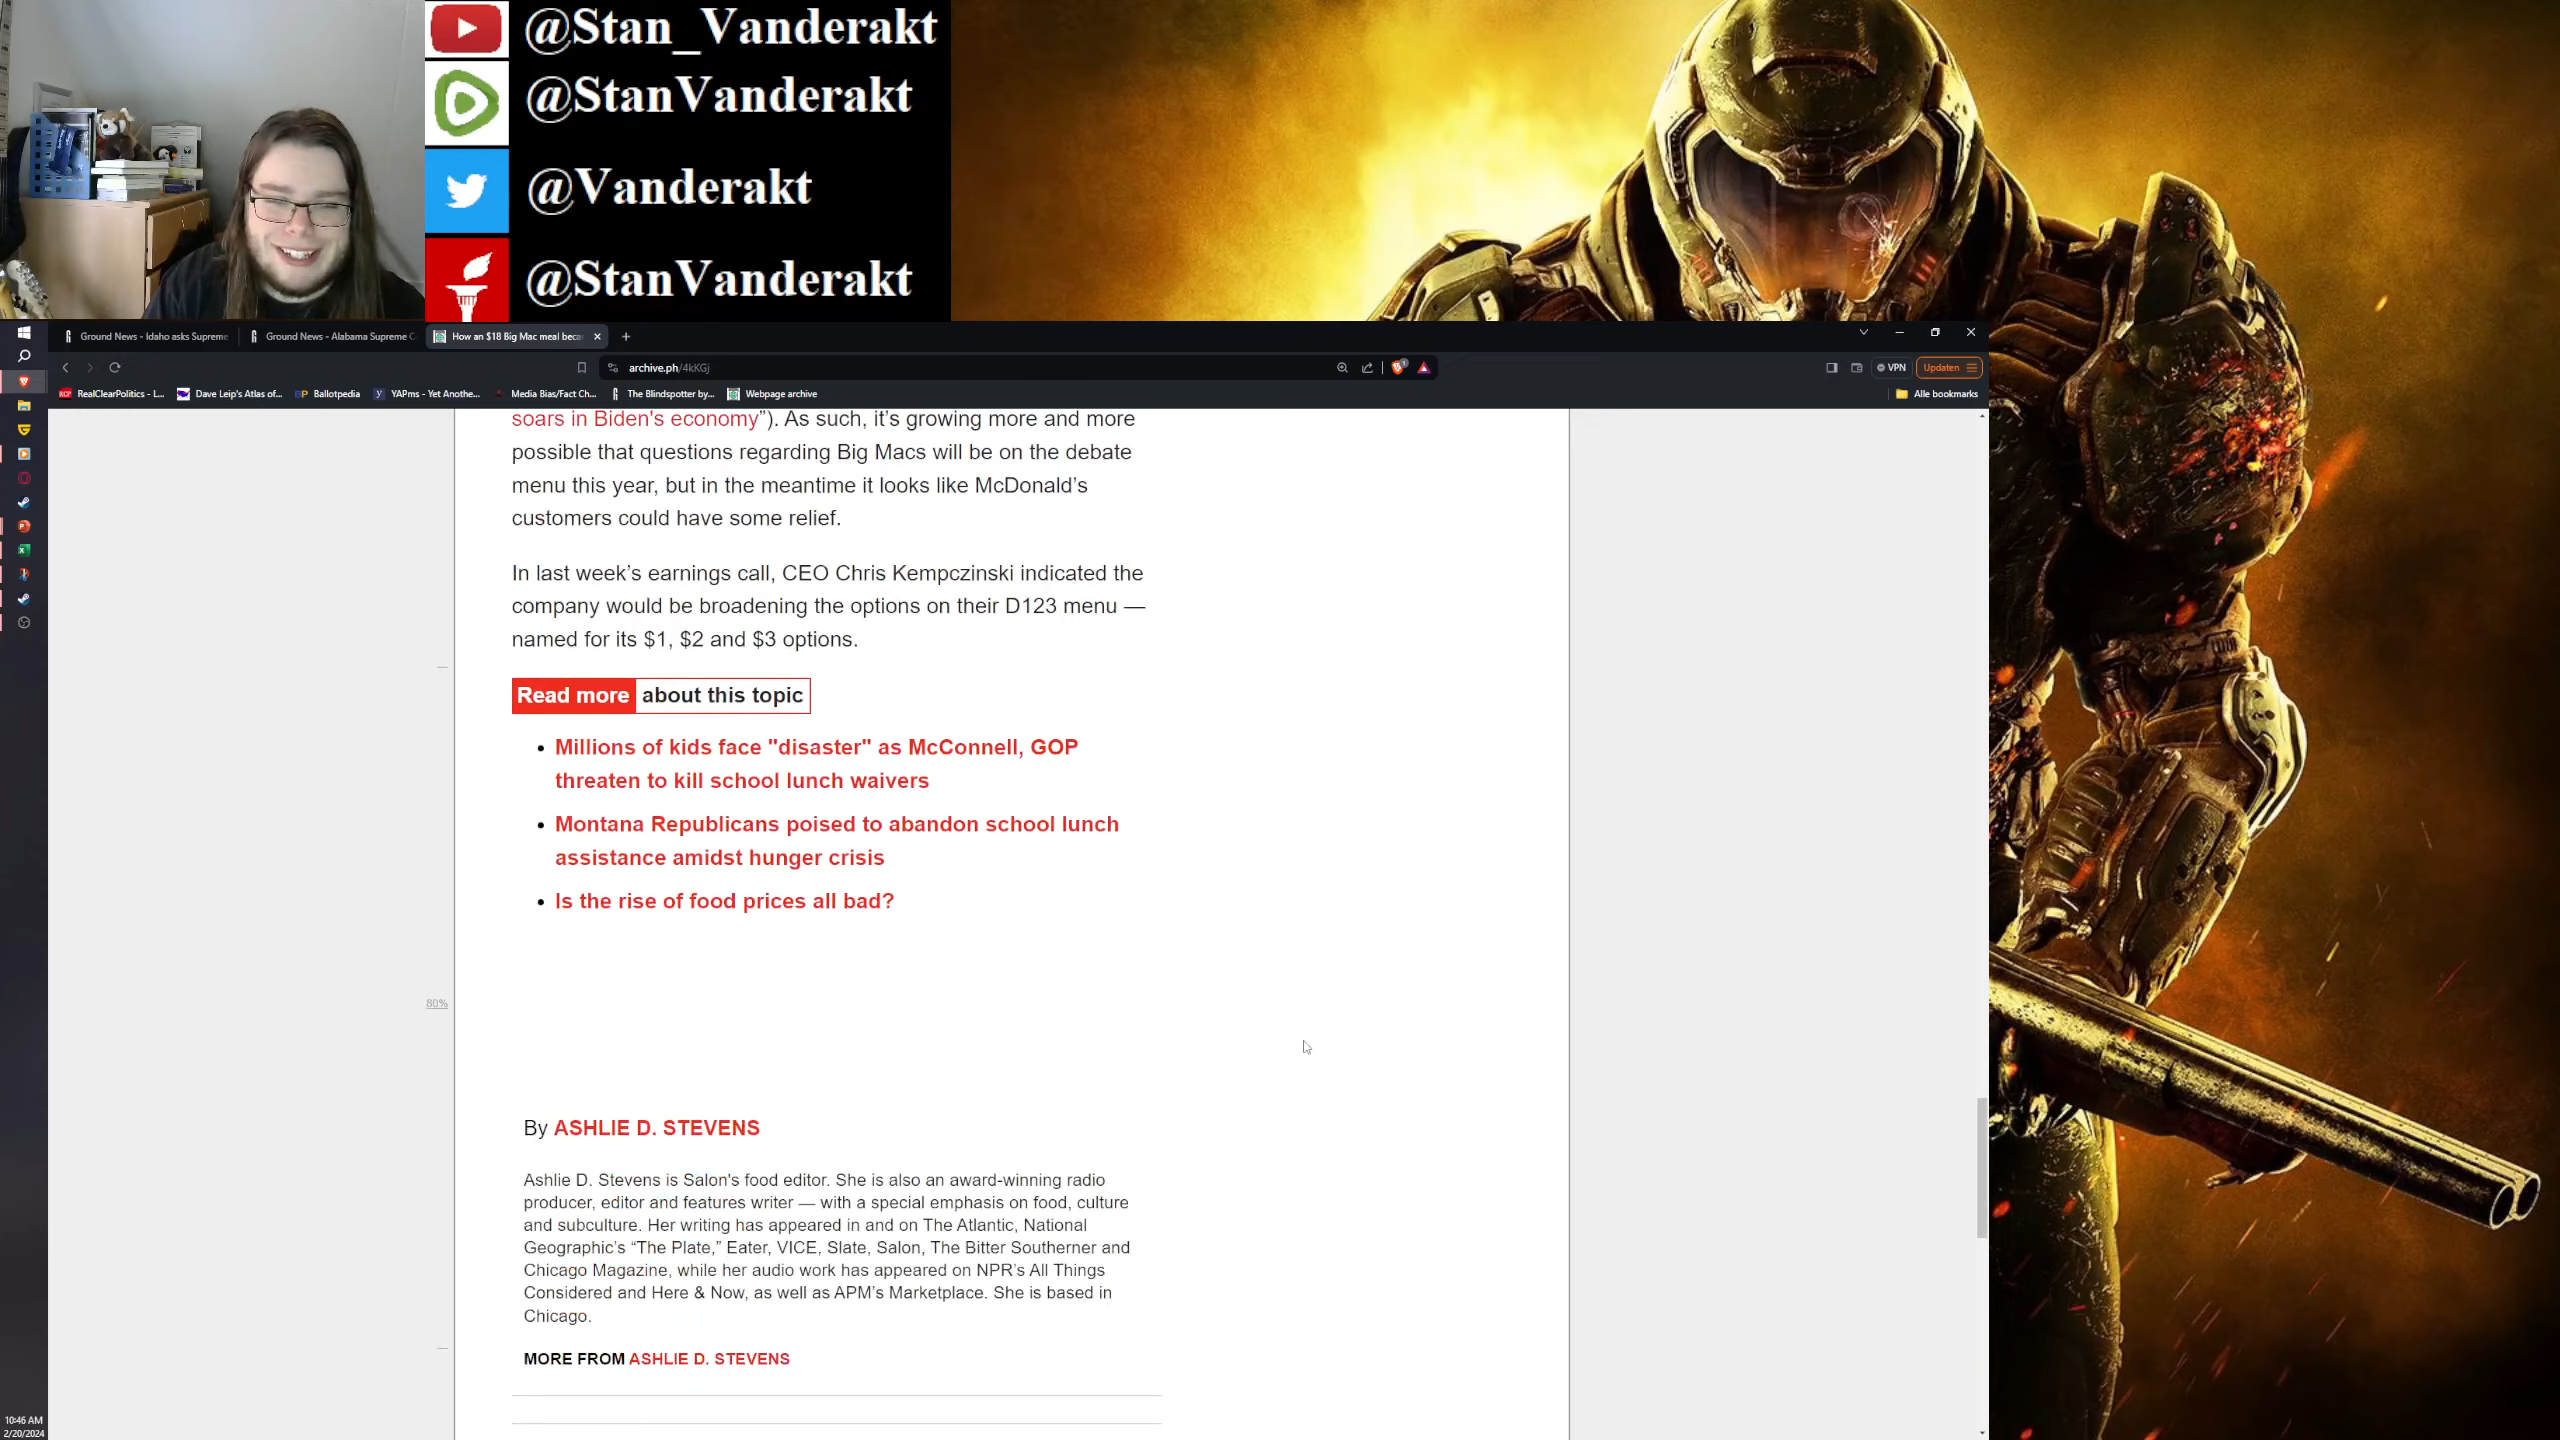 @Stan_Vanderakt
@StanVanderakt
@Vanderakt
@StanVanderakt
Ground News - Idaho asks Supreme
Ground News - Alabama Supreme C
How an $18 Big Mac meal beca
archive.ph/4kKGj
VPN
Updaten
RealClearPolitics - L...
Dave Leip's Atlas of...
Ballotpedia
YAPms - Yet Anothe...
Media Bias/Fact Ch...
The Blindspotter by...
Webpage archive
Alle bookmarks
soars in Biden's economy”). As such, it’s growing more and more
possible that questions regarding Big Macs will be on the debate
menu this year, but in the meantime it looks like McDonald’s
customers could have some relief.
In last week’s earnings call, CEO Chris Kempczinski indicated the
company would be broadening the options on their D123 menu —
named for its $1, $2 and $3 options.
Read more about this topic
• Millions of kids face "disaster" as McConnell, GOP
threaten to kill school lunch waivers
• Montana Republicans poised to abandon school lunch
assistance amidst hunger crisis
• Is the rise of food prices all bad?
80%
By ASHLIE D. STEVENS
Ashlie D. Stevens is Salon's food editor. She is also an award-winning radio
producer, editor and features writer — with a special emphasis on food, culture
and subculture. Her writing has appeared in and on The Atlantic, National
Geographic’s “The Plate,” Eater, VICE, Slate, Salon, The Bitter Southerner and
Chicago Magazine, while her audio work has appeared on NPR’s All Things
Considered and Here & Now, as well as APM’s Marketplace. She is based in
Chicago.
MORE FROM ASHLIE D. STEVENS
10:46 AM
2/20/2024